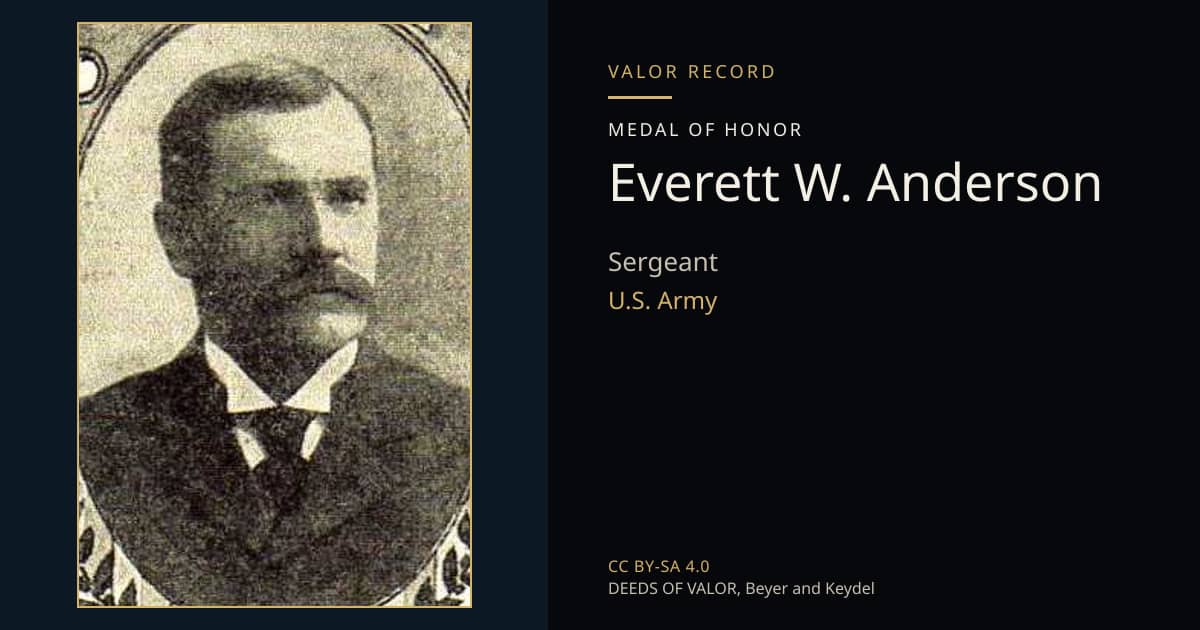 VALOR RECORD
MEDAL OF HONOR
Everett W. Anderson
Sergeant
U.S. Army
CC BY-SA 4.0
DEEDS OF VALOR, Beyer and Keydel